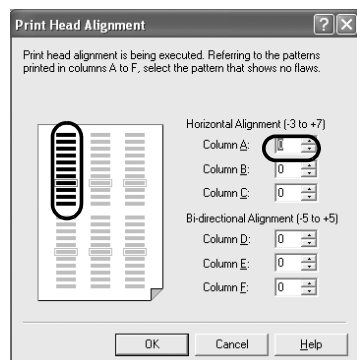 Print Head Alignment
Print head alignment is being executed. Referring to the patterns
printed in columns A to F, select the pattern that shows no flaws.
Horizontal Alignment (-3 to +7)
Column A:
Column B: 0
Column C: 0
Bi-directional Alignment (-5 to +5)
Column D: 0
Column E: 0
Column F: 0
OK Cancel Help